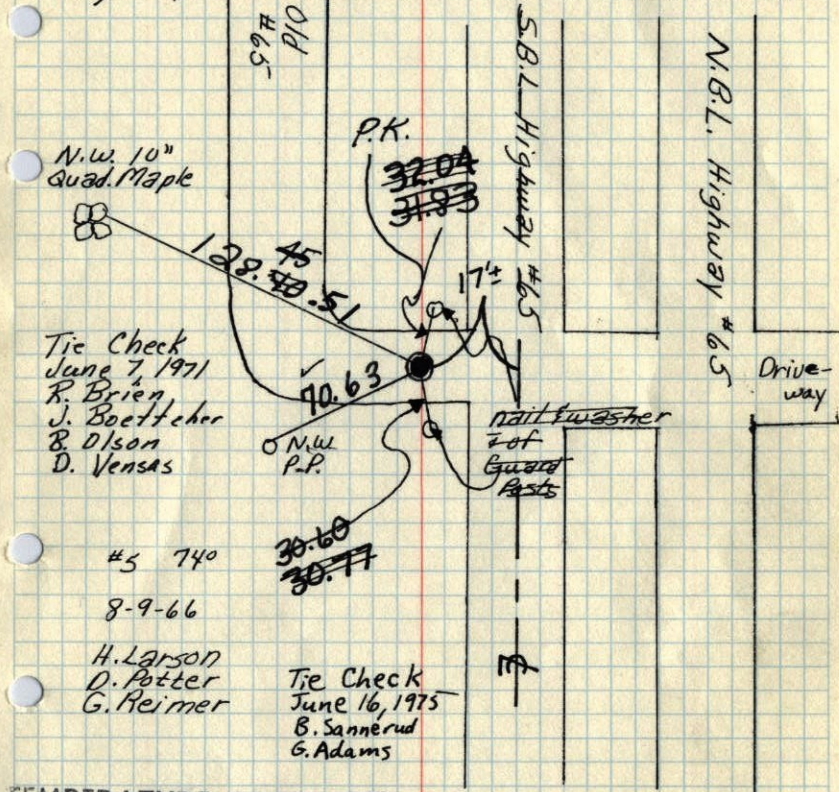 Old
#65
S.B.L. Highway #65
N.B.L. Highway #65
P.K.
32.04
31.83
N.W. 10"
Quad. Maple
45
128.40.51
17'±
Tie Check
June 7, 1971
R. Brien
J. Boettcher
B. Olson
D. Vensas
✓
70.63
N.W.
P.P.
Drive-
way
nail & washer
of
Guard
Posts
30.60
30.77
#5 74°
8-9-66
H. Larson
D. Potter
G. Reimer
Tie Check
June 16, 1975
B. Sannerud
G. Adams